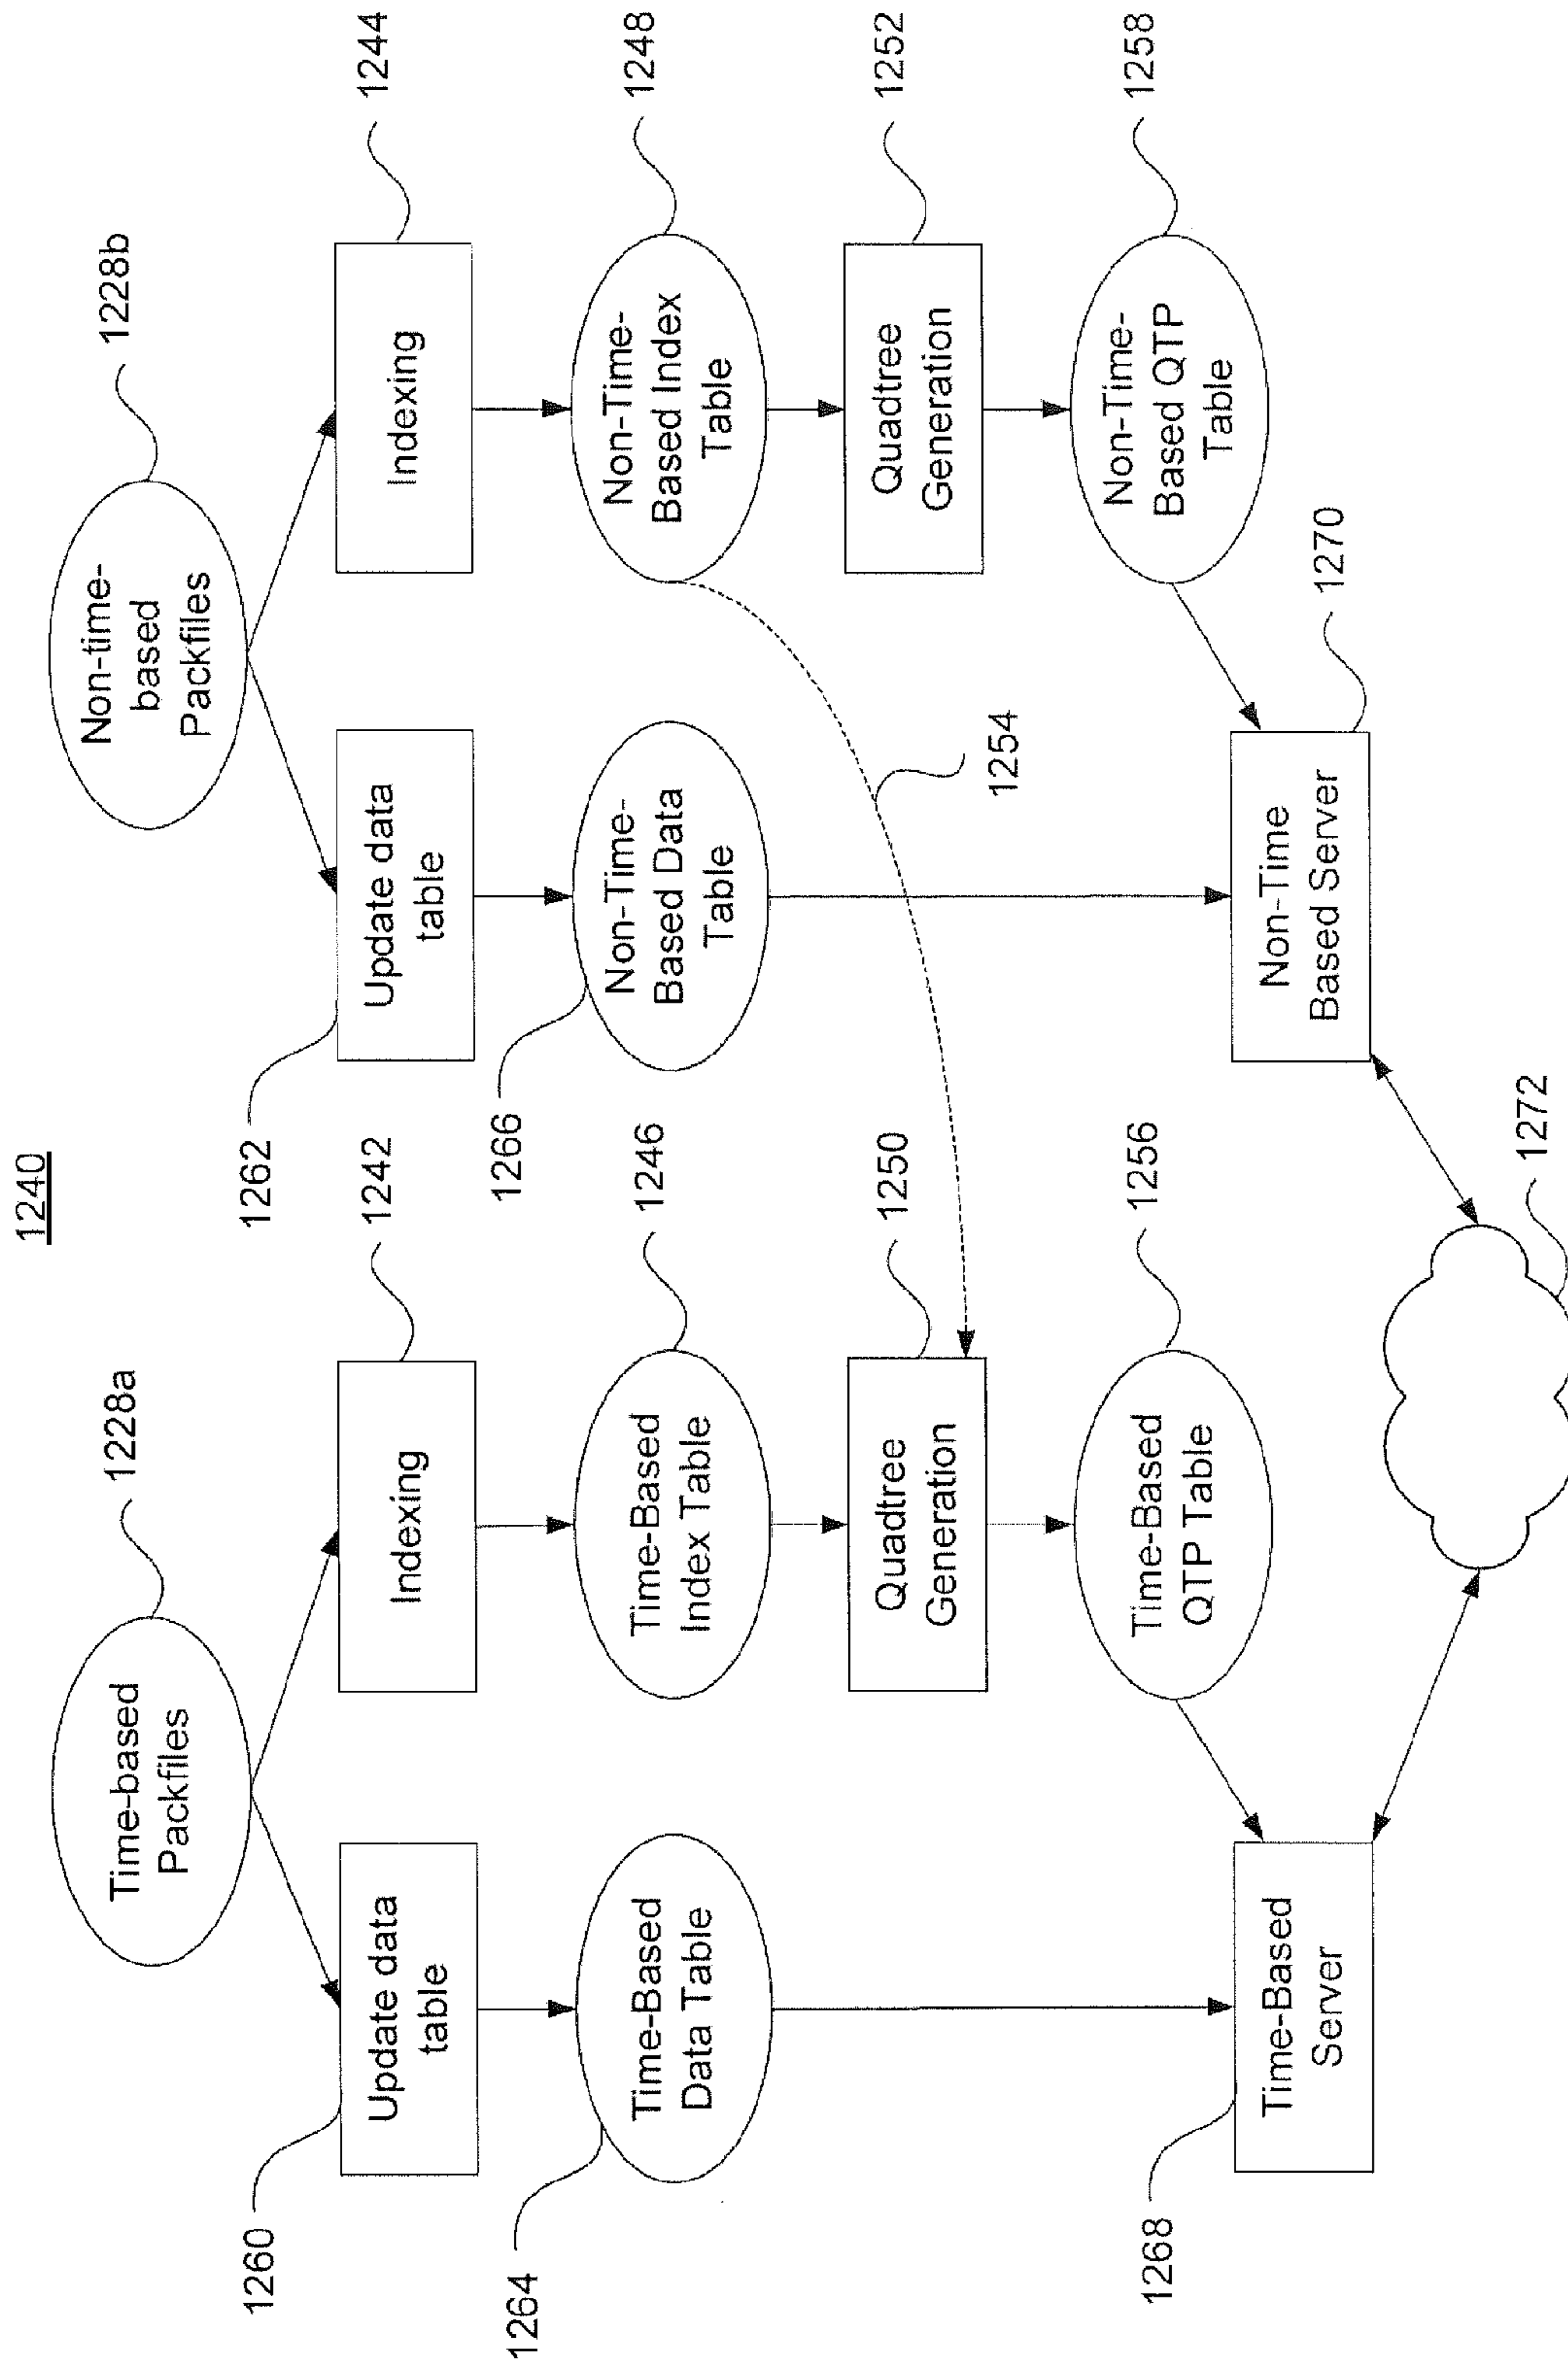 1240
Time-based
Packfiles
1228a
Non-time-
based
Packfiles
1228b
1260
Update data
table
Indexing
1242
1262
Update data
table
Indexing
1244
1264
Time-Based
Data Table
Time-Based
Index Table
1246
1266
Non-Time-
Based Data
Table
Non-Time-
Based Index
Table
1248
Quadtree
Generation
1250
1254
Quadtree
Generation
1252
Time-Based
QTP Table
1256
Non-Time-
Based QTP
Table
1258
1268
Time-Based
Server
Non-Time
Based Server
1270
1272